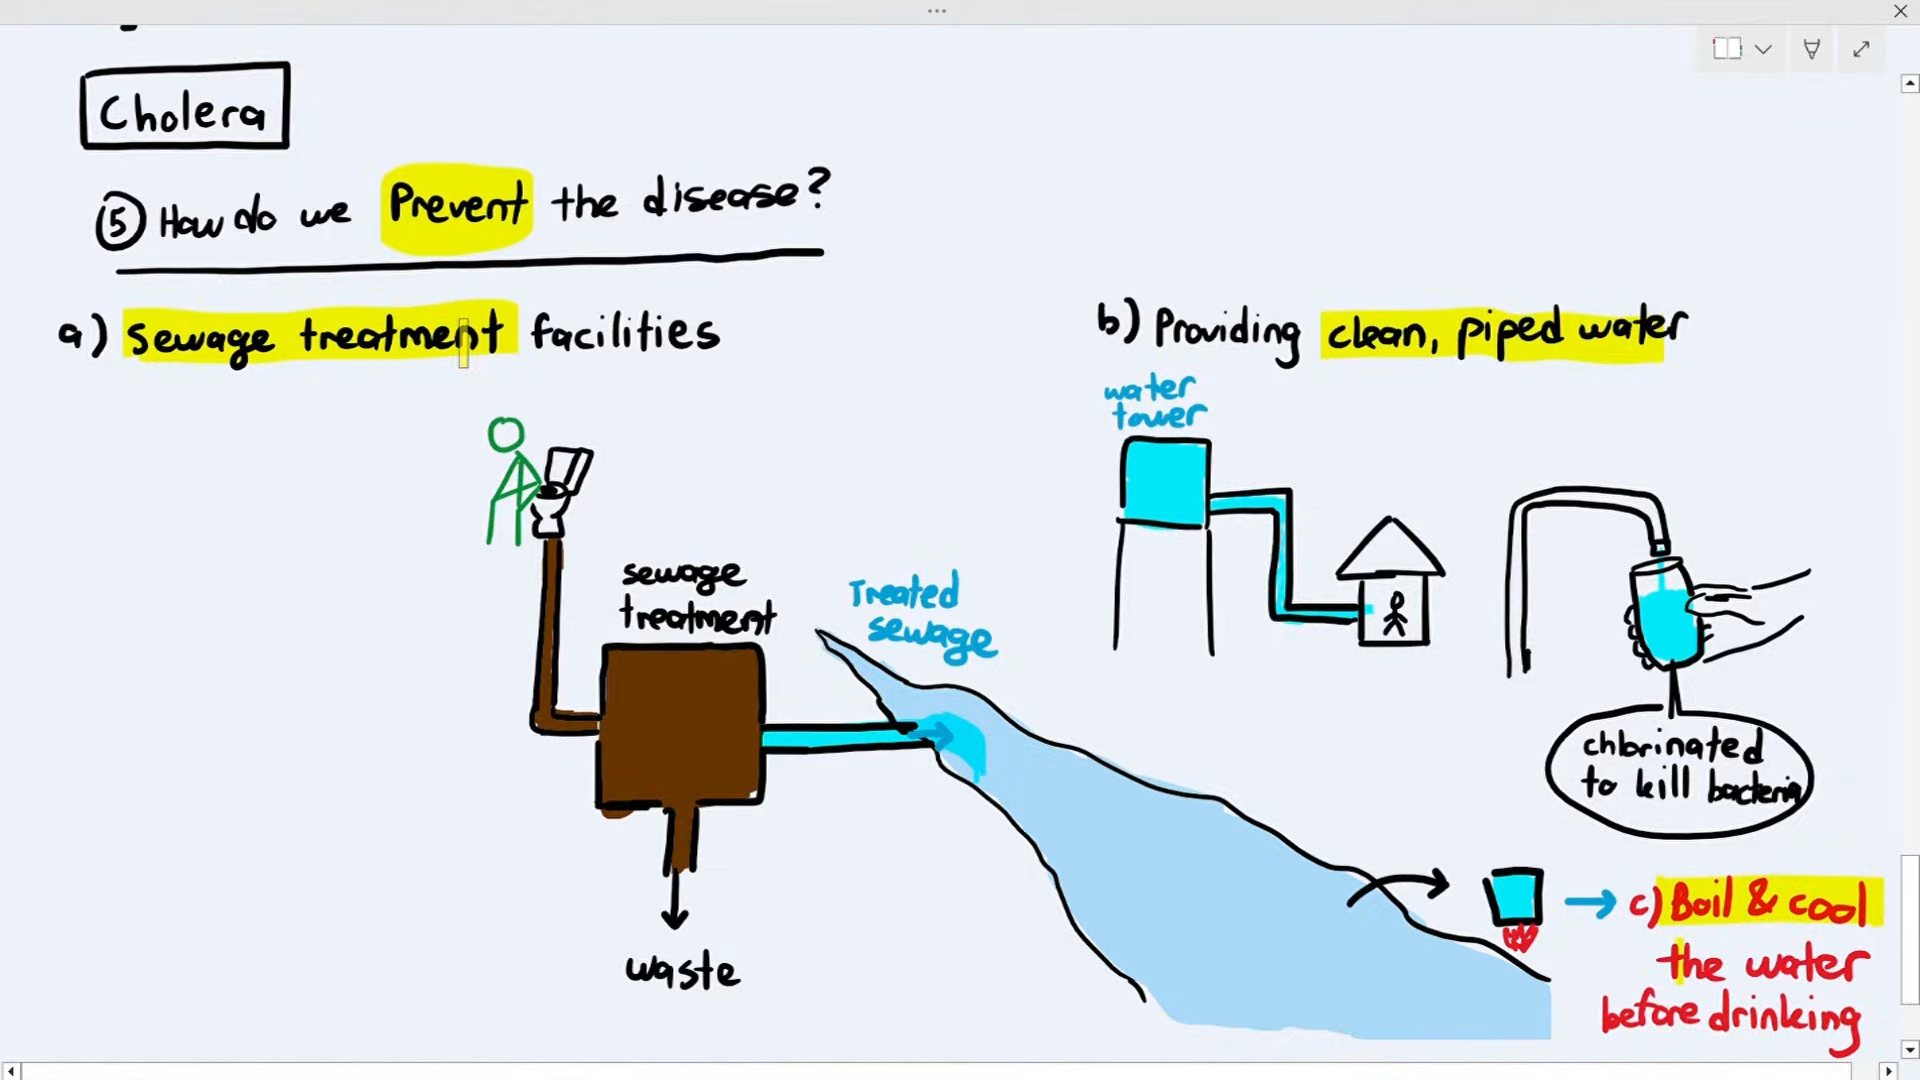 Cholera
⑤ How do we Prevent the disease?
a) sewage treatment facilities
b) Providing clean, piped water
water
tower
sewage
treatment
Treated
sewage
chlorinated
to kill bacteria
waste
c) Boil & cool
the water
before drinking